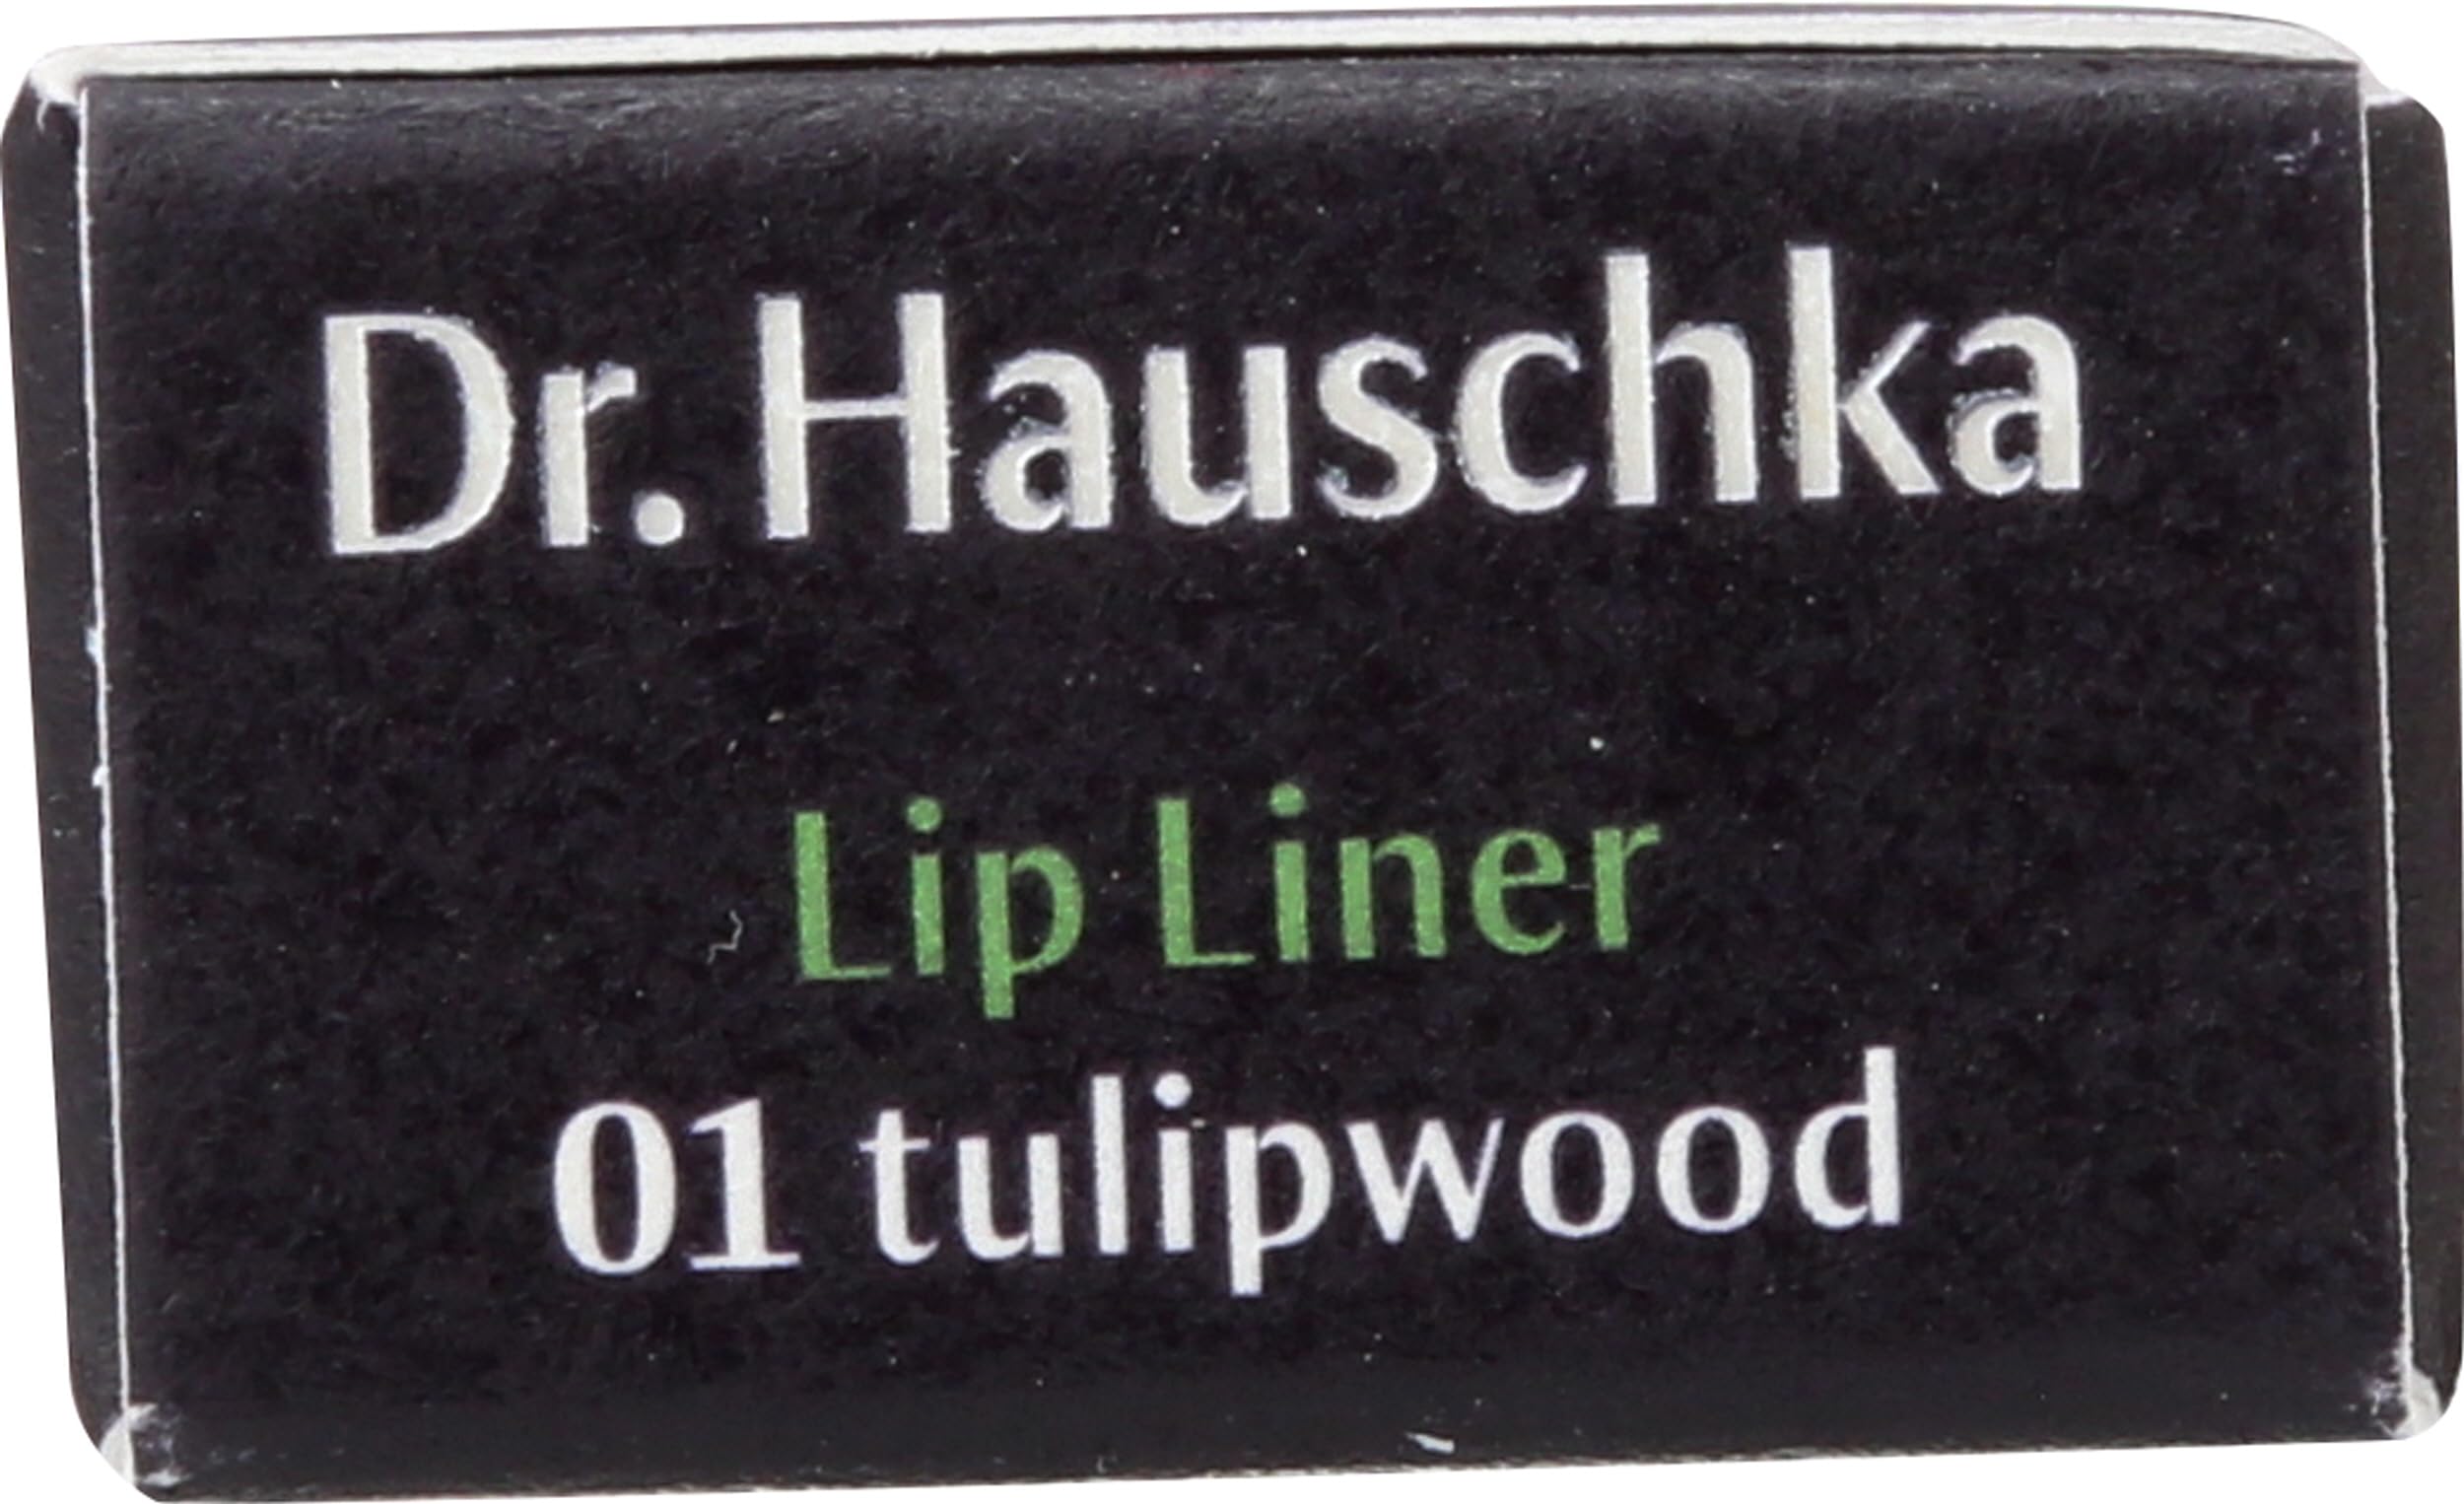 Dr. Hauschka
Lip Liner
01 tulipwood